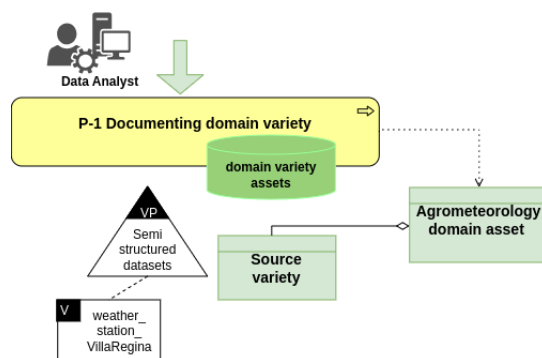 Data Analyst
P-1 Documenting domain variety
domain variety
assets
VP
Semi
structured
datasets
Agrometeorology
domain asset
Source
variety
V
weather_
station_
VillaRegina